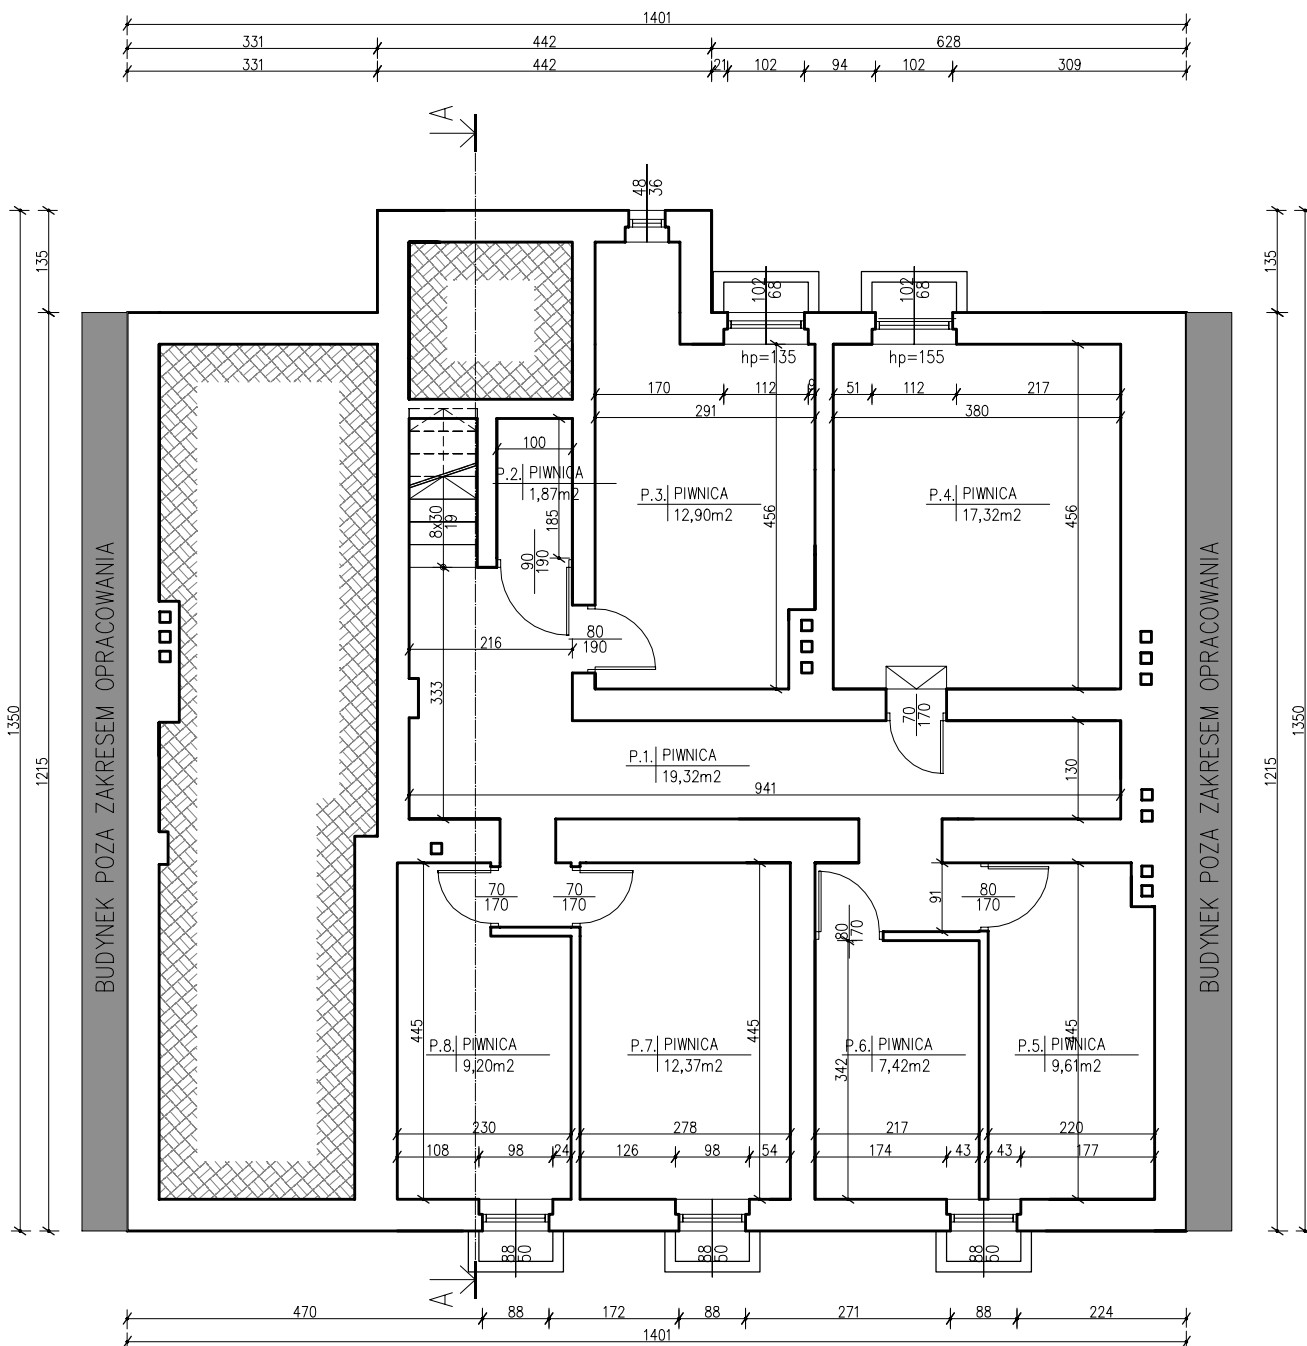 1401
331 442 628
331 442 21 102 94 102 309
A
48
36
135
135
102
68
102
68
hp=135
hp=155
170 112 9
51 112 217
291
380
100
P.2. PIWNICA
1,87m2
P.3. PIWNICA
12,90m2
P.4. PIWNICA
17,32m2
456
456
185
8x30
19
90
190
BUDYNEK POZA ZAKRESEM OPRACOWANIA
BUDYNEK POZA ZAKRESEM OPRACOWANIA
216
80
190
333
1350
1215
70
170
1215
1350
P.1. PIWNICA
19,32m2
130
941
70
170
70
170
80
170
91
80
170
445
445
342
445
P.8. PIWNICA
9,20m2
P.7. PIWNICA
12,37m2
P.6. PIWNICA
7,42m2
P.5. PIWNICA
9,61m2
230
278
217
220
108 98 24
126 98 54
174 43
43 177
88
50
88
50
88
50
A
470 88 172 88 271 88 224
1401